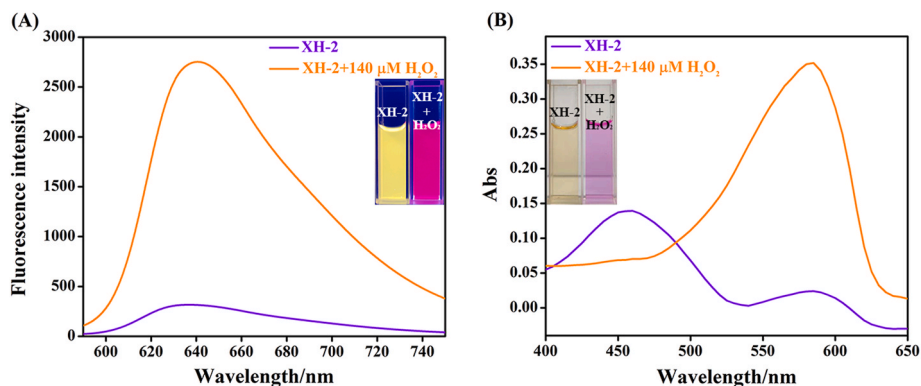 (A)
Fluorescence intensity
3000
2500
2000
1500
1000
500
0
600 620 640 660 680 700 720 740
Wavelength/nm
XH-2
XH-2+140 μM H₂O₂
XH-2
XH-2
+
H₂O₂
(B)
Abs
0.35
0.30
0.25
0.20
0.15
0.10
0.05
0.00
400 450 500 550 600 650
Wavelength/nm
XH-2
XH-2+140 μM H₂O₂
XH-2
XH-2
+
H₂O₂